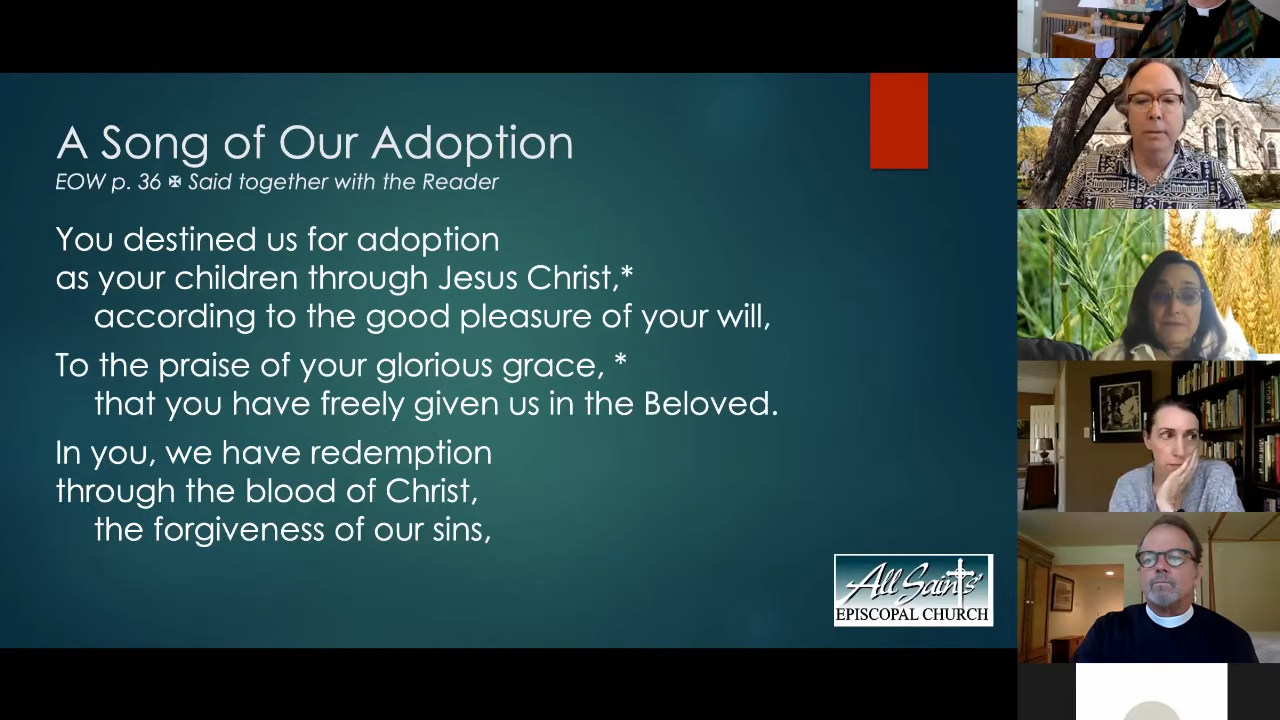 A Song of Our Adoption
EOW p. 36 ✠ Said together with the Reader
You destined us for adoption
as your children through Jesus Christ,*
according to the good pleasure of your will,
To the praise of your glorious grace, *
that you have freely given us in the Beloved.
In you, we have redemption
through the blood of Christ,
the forgiveness of our sins,
All Saints'
EPISCOPAL CHURCH